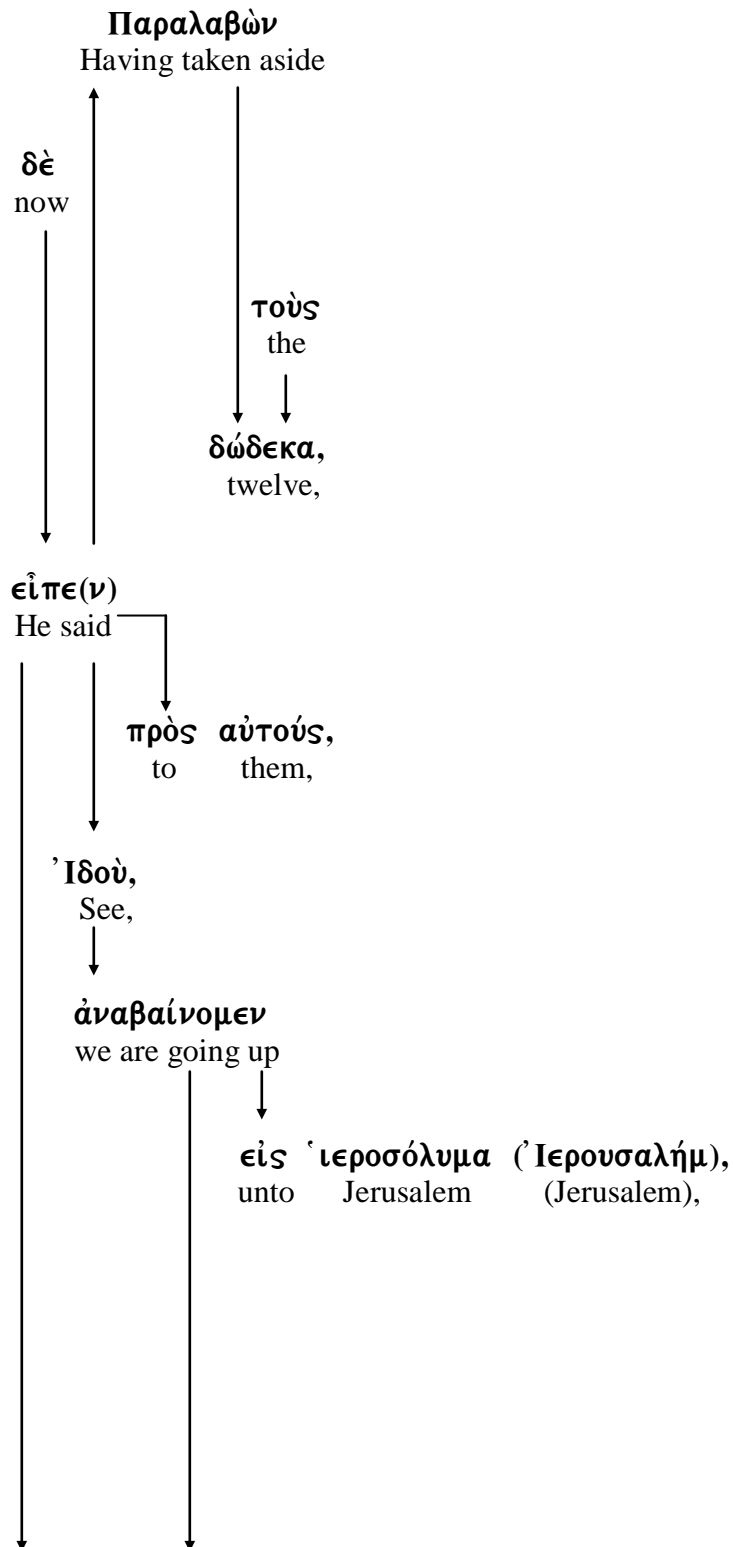 Παραλαβὼν
Having taken aside
δὲ
now
τοὺς
the
δώδεκα,
twelve,
εἶπε(ν)
He said
πρὸς αὐτούς,
to them,
Ἰδοὺ,
See,
ἀναβαίνομεν
we are going up
εἰς ῾ιεροσόλυμα (Ἰερουσαλήμ),
unto Jerusalem (Jerusalem),